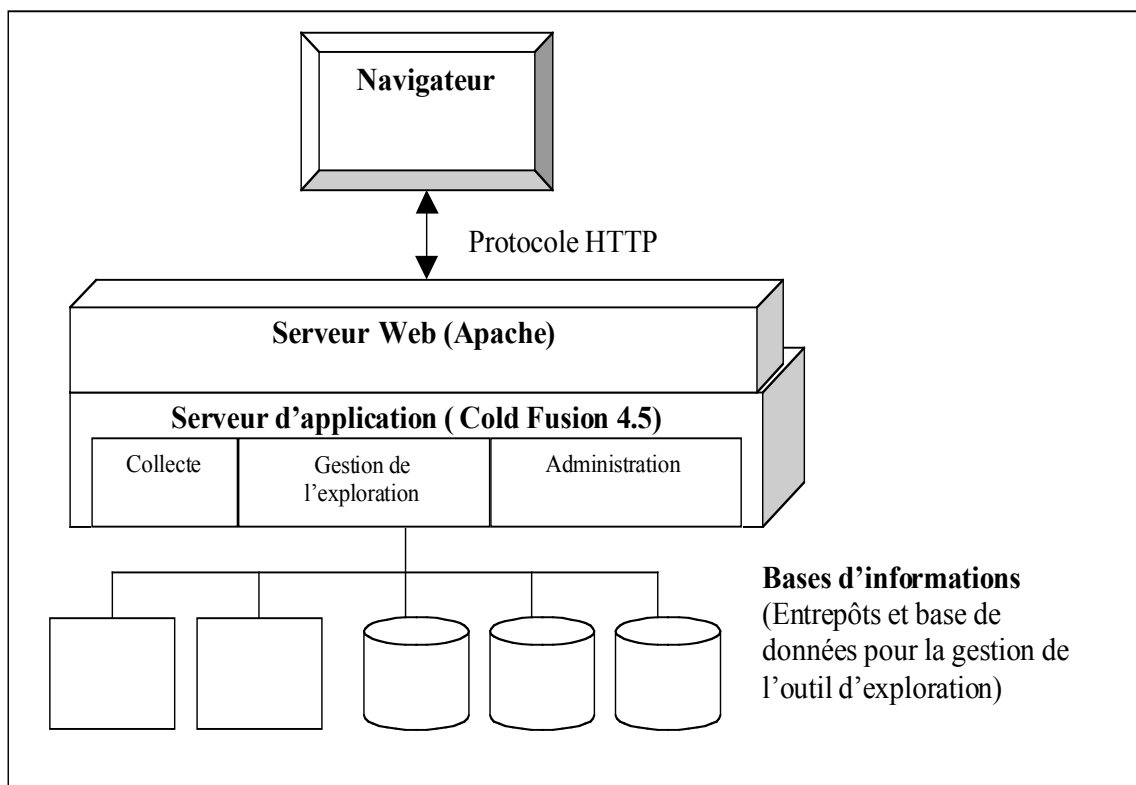 Navigateur
Protocole HTTP
Serveur Web (Apache)
Serveur d’application ( Cold Fusion 4.5)
Collecte
Gestion de
l’exploration
Administration
Bases d’informations
(Entrepôts et base de
données pour la gestion de
l’outil d’exploration)